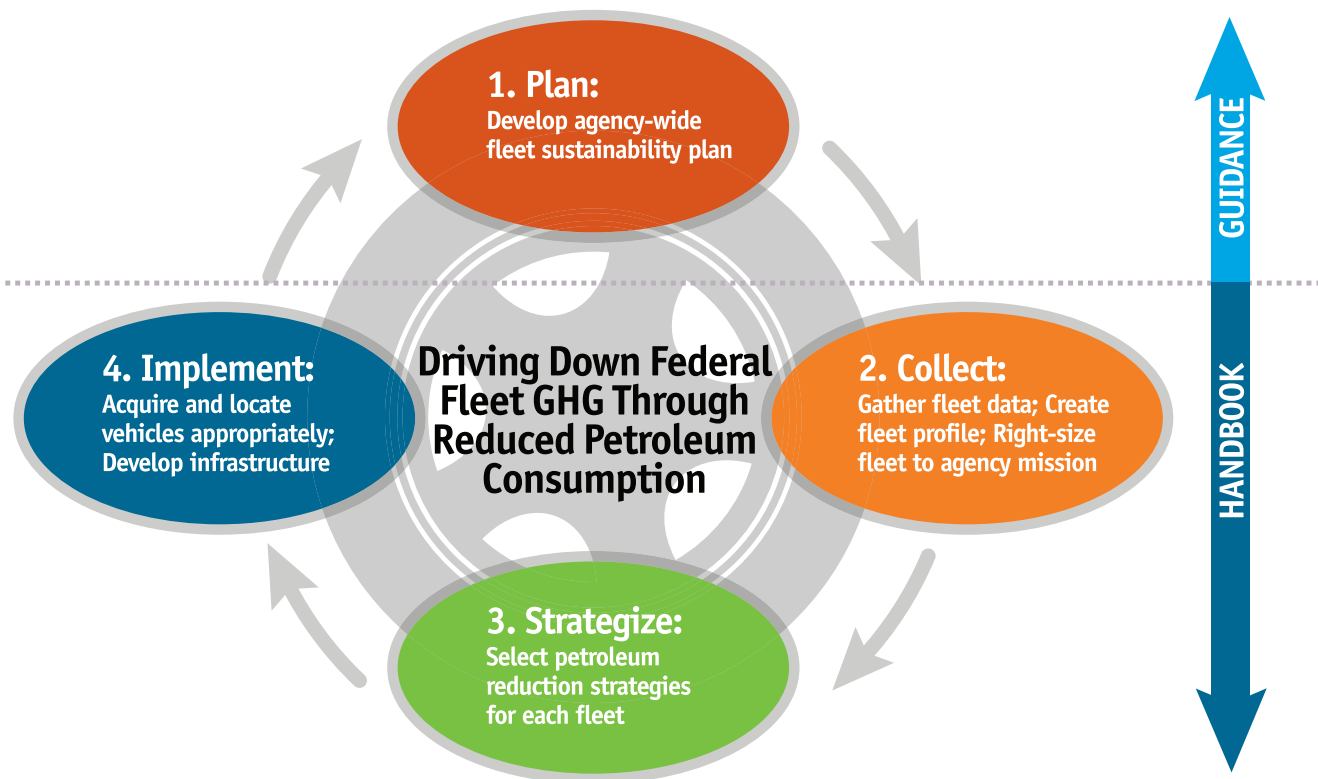 1. Plan:
Develop agency-wide
fleet sustainability plan
GUIDANCE
Driving Down Federal
Fleet GHG Through
Reduced Petroleum
Consumption
2. Collect:
Gather fleet data; Create
fleet profile; Right-size
fleet to agency mission
3. Strategize:
Select petroleum
reduction strategies
for each fleet
4. Implement:
Acquire and locate
vehicles appropriately;
Develop infrastructure
HANDBOOK